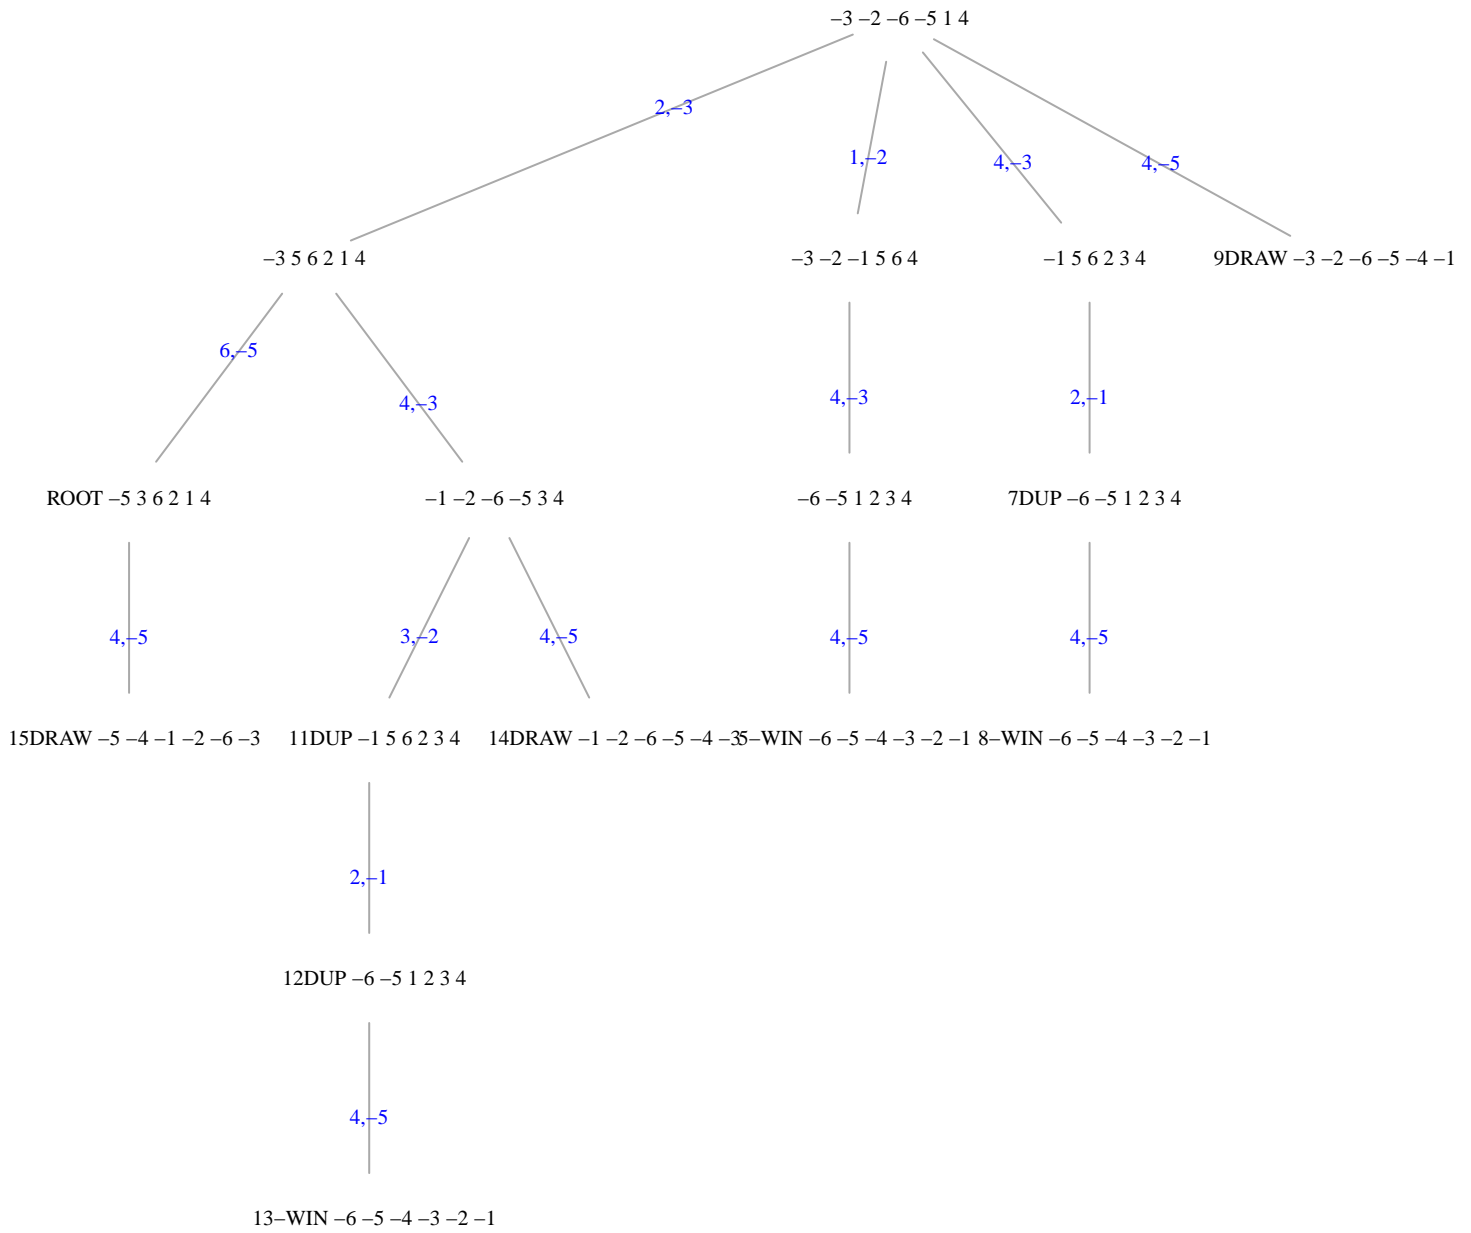 −3 −2 −6 −5 1 4
2,−3
1,−2
4,−3
4,−5
−3 5 6 2 1 4
−3 −2 −1 5 6 4
−1 5 6 2 3 4
9DRAW −3 −2 −6 −5 −4 −1
6,−5
4,−3
4,−3
2,−1
ROOT −5 3 6 2 1 4
−1 −2 −6 −5 3 4
−6 −5 1 2 3 4
7DUP −6 −5 1 2 3 4
4,−5
3,−2
4,−5
4,−5
4,−5
15DRAW −5 −4 −1 −2 −6 −3
11DUP −1 5 6 2 3 4
14DRAW −1 −2 −6 −5 −4 −3
5−WIN −6 −5 −4 −3 −2 −1
8−WIN −6 −5 −4 −3 −2 −1
2,−1
12DUP −6 −5 1 2 3 4
4,−5
13−WIN −6 −5 −4 −3 −2 −1